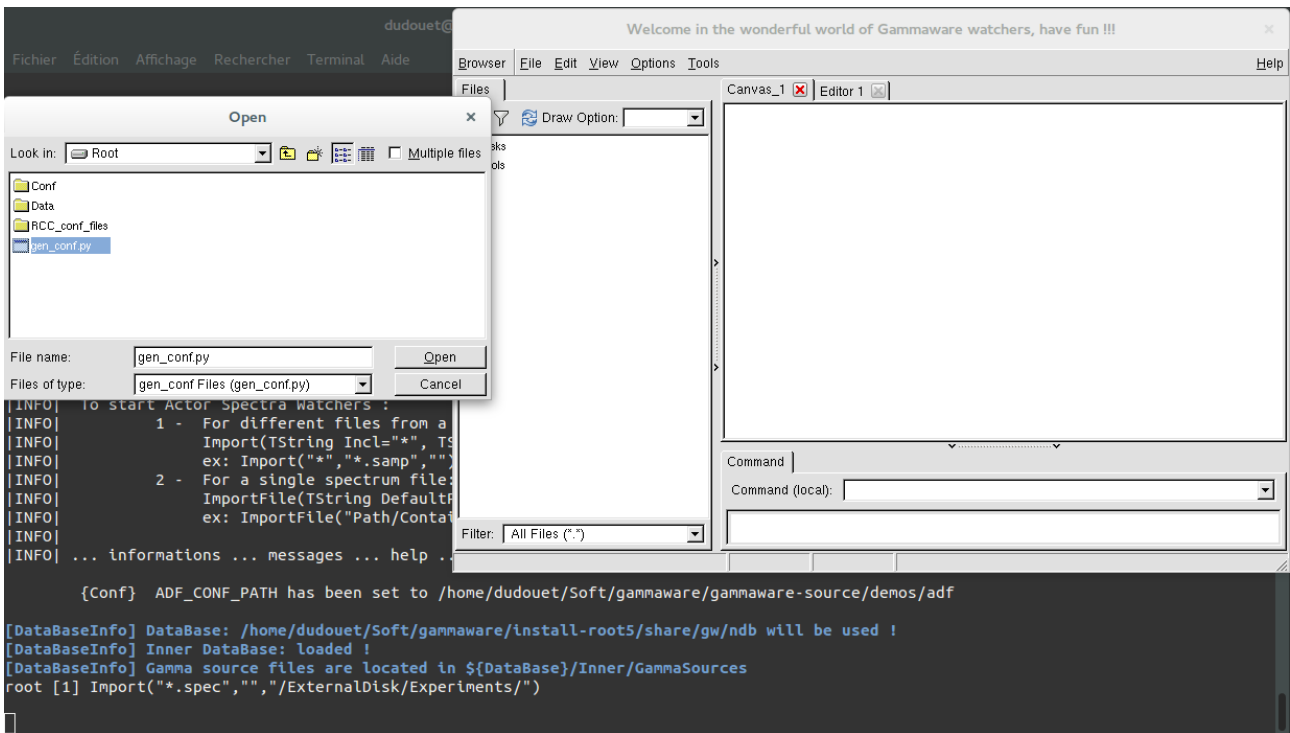 dudouet@
Fichier Édition Affichage Rechercher Terminal Aide
Welcome in the wonderful world of Gammaware watchers, have fun !!!
Browser File Edit View Options Tools Help
Files
Draw Option:
Canvas_1 Editor 1
Open
Look in: Root Multiple files
Conf
Data
RCC_conf_files
gen_conf.py
File name: gen_conf.py Open
Files of type: gen_conf Files (gen_conf.py) Cancel
Filter: All Files (*.*)
Command
Command (local):
|INFO| To start Actor Spectra Watchers :
|INFO| 1 - For different files from a
|INFO| Import(TString Incl="*", TS
|INFO| ex: Import("*","*.samp","")
|INFO| 2 - For a single spectrum file:
|INFO| ImportFile(TString DefaultP
|INFO| ex: ImportFile("Path/Contai
|INFO|
|INFO| ... informations ... messages ... help ..
{Conf} ADF_CONF_PATH has been set to /home/dudouet/Soft/gammaware/gammaware-source/demos/adf
[DataBaseInfo] DataBase: /home/dudouet/Soft/gammaware/install-root5/share/gw/ndb will be used !
[DataBaseInfo] Inner DataBase: loaded !
[DataBaseInfo] Gamma source files are located in ${DataBase}/Inner/GammaSources
root [1] Import("*.spec","","/ExternalDisk/Experiments/")